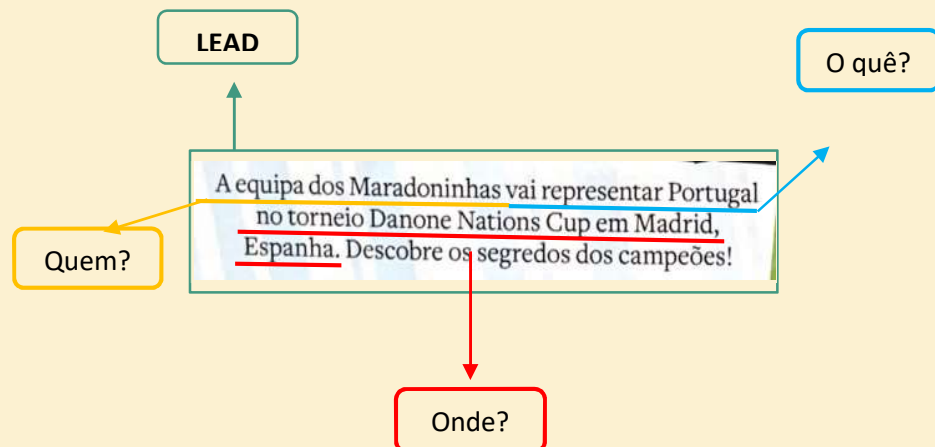 LEAD
O quê?
A equipa dos Maradoninhas vai representar Portugal
no torneio Danone Nations Cup em Madrid,
Espanha. Descobre os segredos dos campeões!
Quem?
Onde?